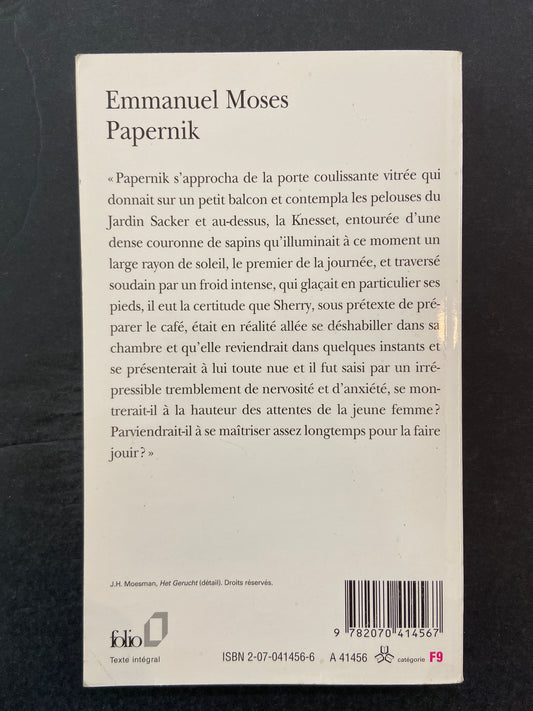 Emmanuel Moses
Papernik
« Papernik s'approcha de la porte coulissante vitrée qui
donnait sur un petit balcon et contempla les pelouses du
Jardin Sacker et au-dessus, la Knesset, entourée d'une
dense couronne de sapins qu'illuminait à ce moment un
large rayon de soleil, le premier de la journée, et traversé
soudain par un froid intense, qui glaçait en particulier ses
pieds, il eut la certitude que Sherry, sous prétexte de pré-
parer le café, était en réalité allée se déshabiller dans sa
chambre et qu'elle reviendrait dans quelques instants et
se présenterait à lui toute nue et il fut saisi par un irré-
pressible tremblement de nervosité et d'anxiété, se mon-
trerait-il à la hauteur des attentes de la jeune femme ?
Parviendrait-il à se maîtriser assez longtemps pour la faire
jouir ? »
J.H. Moesman, Het Gerucht (détail). Droits réservés.
9 782070 414567
folio
Texte intégral
ISBN 2-07-041456-6 A 41456 catégorie F9